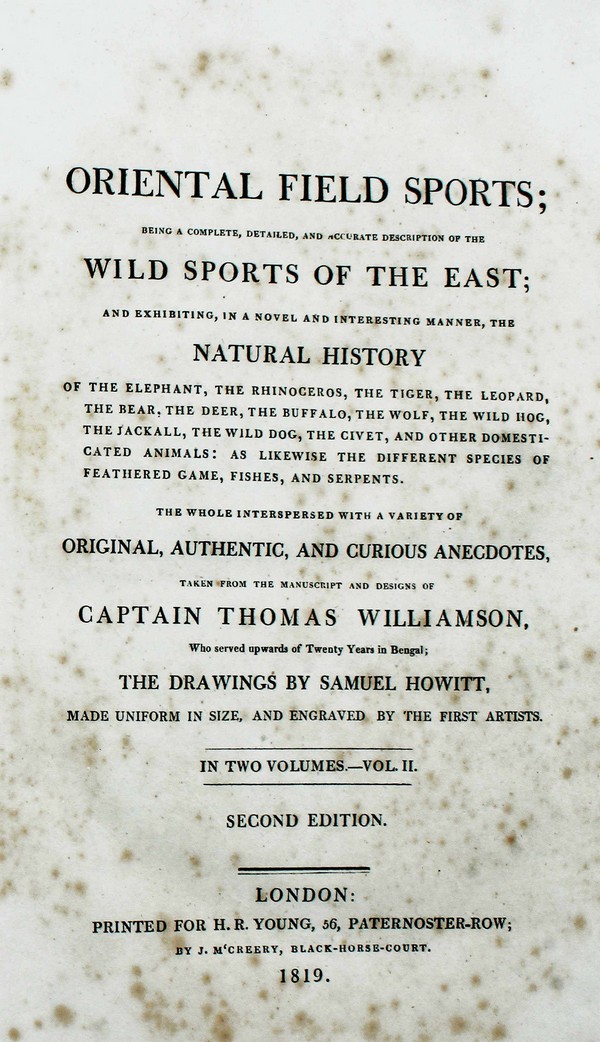 ORIENTAL FIELD SPORTS;
BEING A COMPLETE, DETAILED, AND ACCURATE DESCRIPTION OF THE
WILD SPORTS OF THE EAST;
AND EXHIBITING, IN A NOVEL AND INTERESTING MANNER, THE
NATURAL HISTORY
OF THE ELEPHANT, THE RHINOCEROS, THE TIGER, THE LEOPARD,
THE BEAR, THE DEER, THE BUFFALO, THE WOLF, THE WILD HOG,
THE JACKALL, THE WILD DOG, THE CIVET, AND OTHER DOMESTI-
CATED ANIMALS: AS LIKEWISE THE DIFFERENT SPECIES OF
FEATHERED GAME, FISHES, AND SERPENTS.
THE WHOLE INTERSPERSED WITH A VARIETY OF
ORIGINAL, AUTHENTIC, AND CURIOUS ANECDOTES,
TAKEN FROM THE MANUSCRIPT AND DESIGNS OF
CAPTAIN THOMAS WILLIAMSON,
Who served upwards of Twenty Years in Bengal;
THE DRAWINGS BY SAMUEL HOWITT,
MADE UNIFORM IN SIZE, AND ENGRAVED BY THE FIRST ARTISTS.
IN TWO VOLUMES.—VOL. II.
SECOND EDITION.
LONDON:
PRINTED FOR H. R. YOUNG, 56, PATERNOSTER-ROW;
BY J. M‘CREERY, BLACK-HORSE-COURT.
1819.